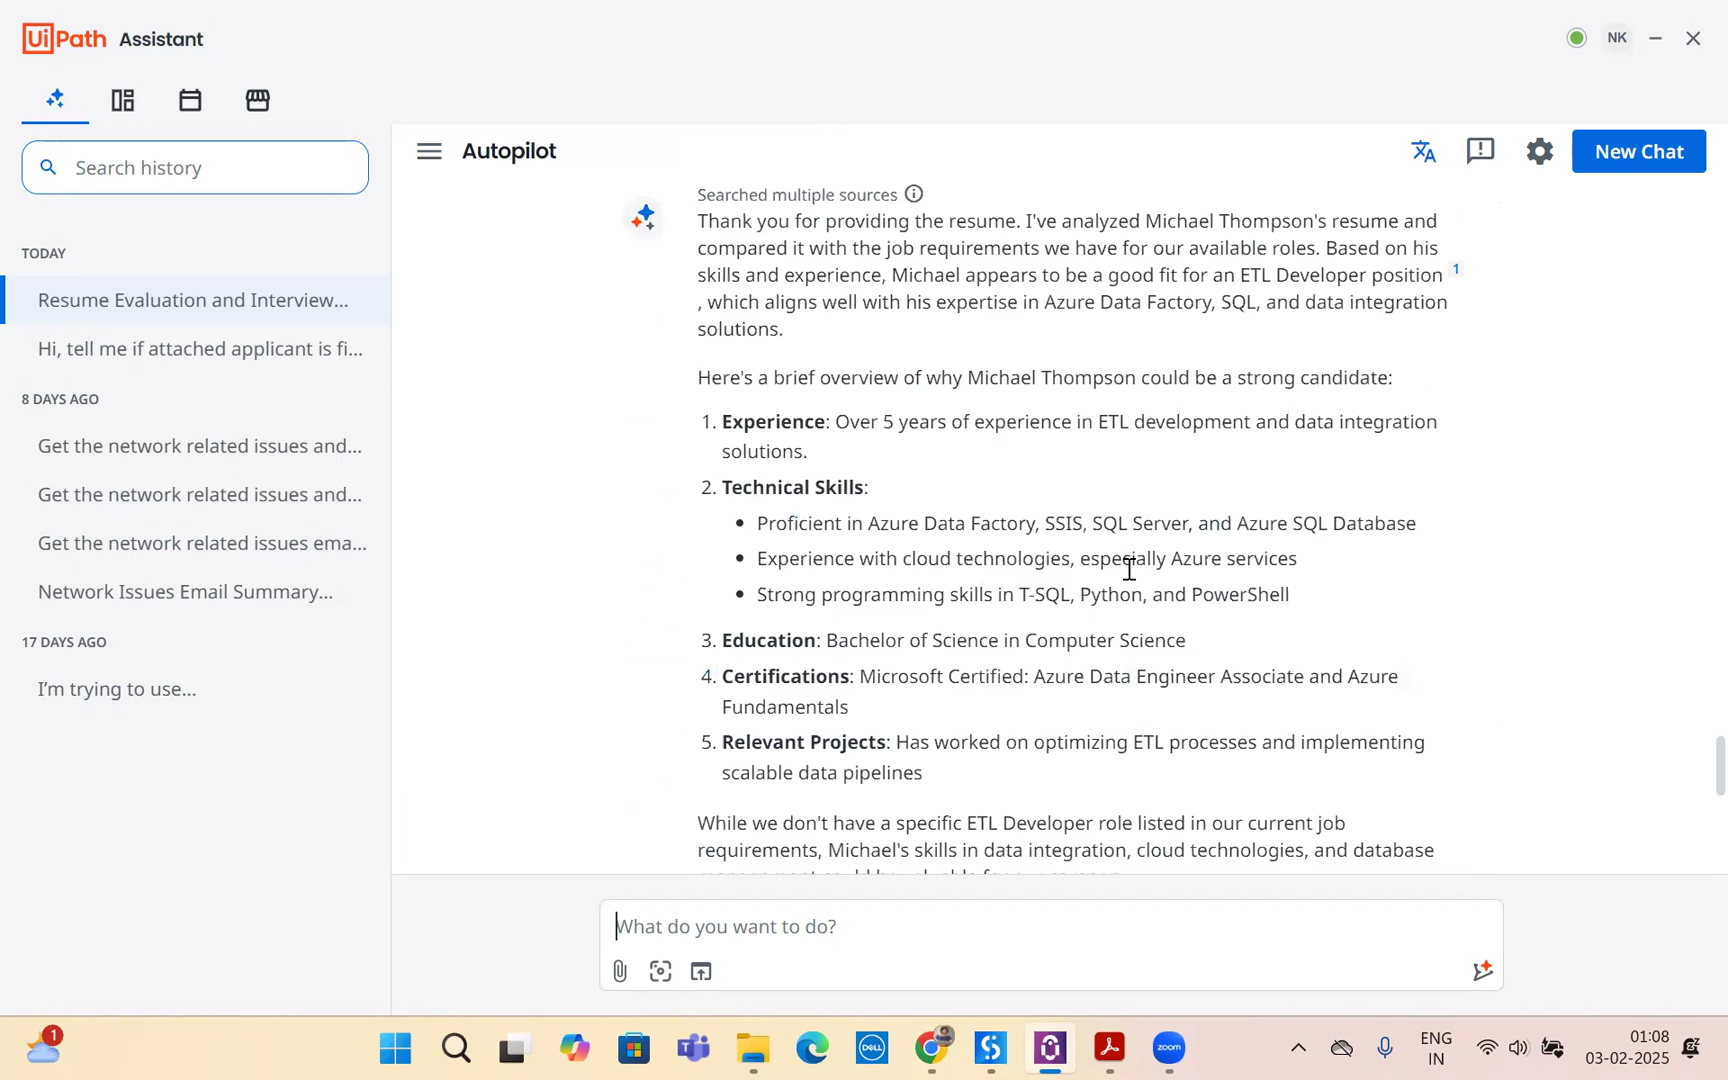 UiPath Assistant
NK
Search history
TODAY
Resume Evaluation and Interview...
Hi, tell me if attached applicant is fi...
8 DAYS AGO
Get the network related issues and...
Get the network related issues and...
Get the network related issues ema...
Network Issues Email Summary...
17 DAYS AGO
I'm trying to use...
Autopilot
New Chat
Searched multiple sources
Thank you for providing the resume. I've analyzed Michael Thompson's resume and
compared it with the job requirements we have for our available roles. Based on his
skills and experience, Michael appears to be a good fit for an ETL Developer position 1
, which aligns well with his expertise in Azure Data Factory, SQL, and data integration
solutions.
Here's a brief overview of why Michael Thompson could be a strong candidate:
1. Experience: Over 5 years of experience in ETL development and data integration
solutions.
2. Technical Skills:
• Proficient in Azure Data Factory, SSIS, SQL Server, and Azure SQL Database
• Experience with cloud technologies, especially Azure services
• Strong programming skills in T-SQL, Python, and PowerShell
3. Education: Bachelor of Science in Computer Science
4. Certifications: Microsoft Certified: Azure Data Engineer Associate and Azure
Fundamentals
5. Relevant Projects: Has worked on optimizing ETL processes and implementing
scalable data pipelines
While we don't have a specific ETL Developer role listed in our current job
requirements, Michael's skills in data integration, cloud technologies, and database
What do you want to do?
1
DELL
zoom
ENG
IN
01:08
03-02-2025